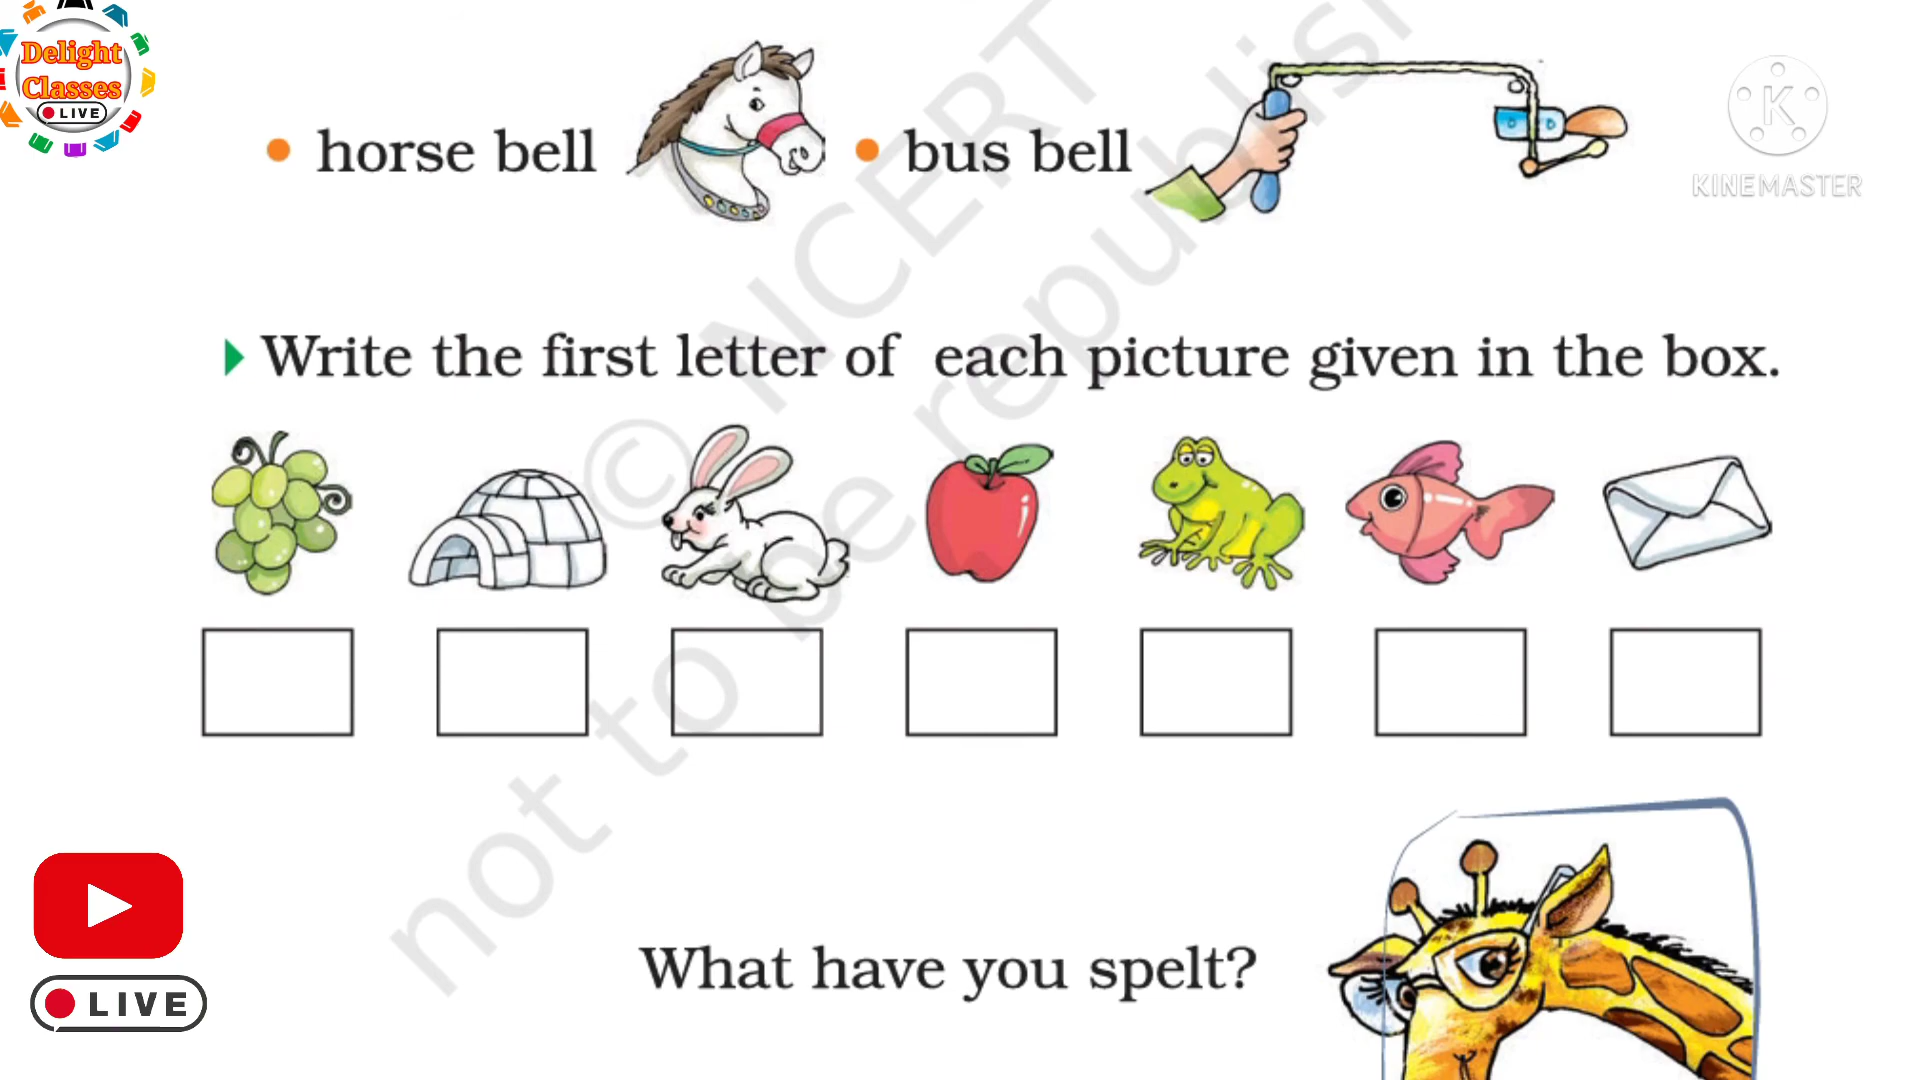 Delight
Classes
LIVE
• horse bell
• bus bell
K
KINEMASTER
Write the first letter of each picture given in the box.
© NCERT
not to be republish
What have you spelt?
LIVE